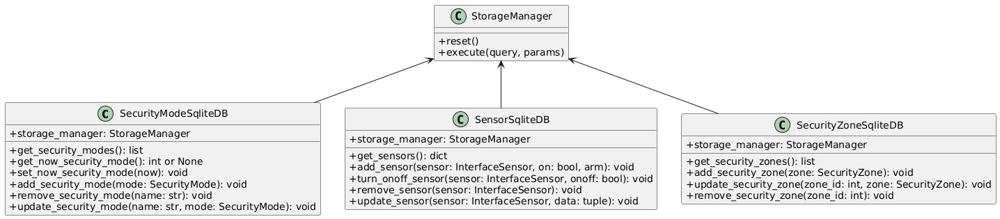 C StorageManager
+reset()
+execute(query, params)
C SecurityModeSqliteDB
+storage_manager: StorageManager
+get_security_modes(): list
+get_now_security_mode(): int or None
+set_now_security_mode(now): void
+add_security_mode(mode: SecurityMode): void
+remove_security_mode(name: str): void
+update_security_mode(name: str, mode: SecurityMode): void
C SensorSqliteDB
+storage_manager: StorageManager
+get_sensors(): dict
+add_sensor(sensor: InterfaceSensor, on: bool, arm): void
+turn_onoff_sensor(sensor: InterfaceSensor, onoff: bool): void
+remove_sensor(sensor: InterfaceSensor): void
+update_sensor(sensor: InterfaceSensor, data: tuple): void
C SecurityZoneSqliteDB
+storage_manager: StorageManager
+get_security_zones(): list
+add_security_zone(zone: SecurityZone): void
+update_security_zone(zone_id: int, zone: SecurityZone): void
+remove_security_zone(zone_id: int): void